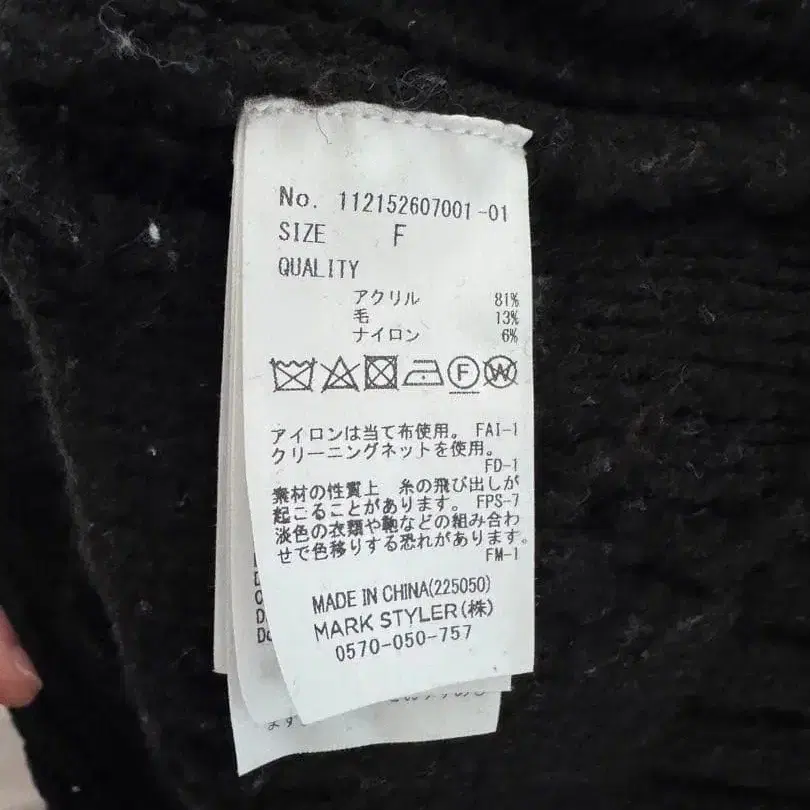 No. 112152607001-01
SIZE F
QUALITY
アクリル 81%
毛 13%
ナイロン 6%
F W
アイロンは当て布使用。 FAI-1
クリーニングネットを使用。
FD-1
素材の性質上 糸の飛び出しが
起こることがあります。 FPS-7
淡色の衣類や鞄などの組み合わ
せで色移りする恐れがあります。
FM-1
MADE IN CHINA(225050)
MARK STYLER(株)
0570-050-757